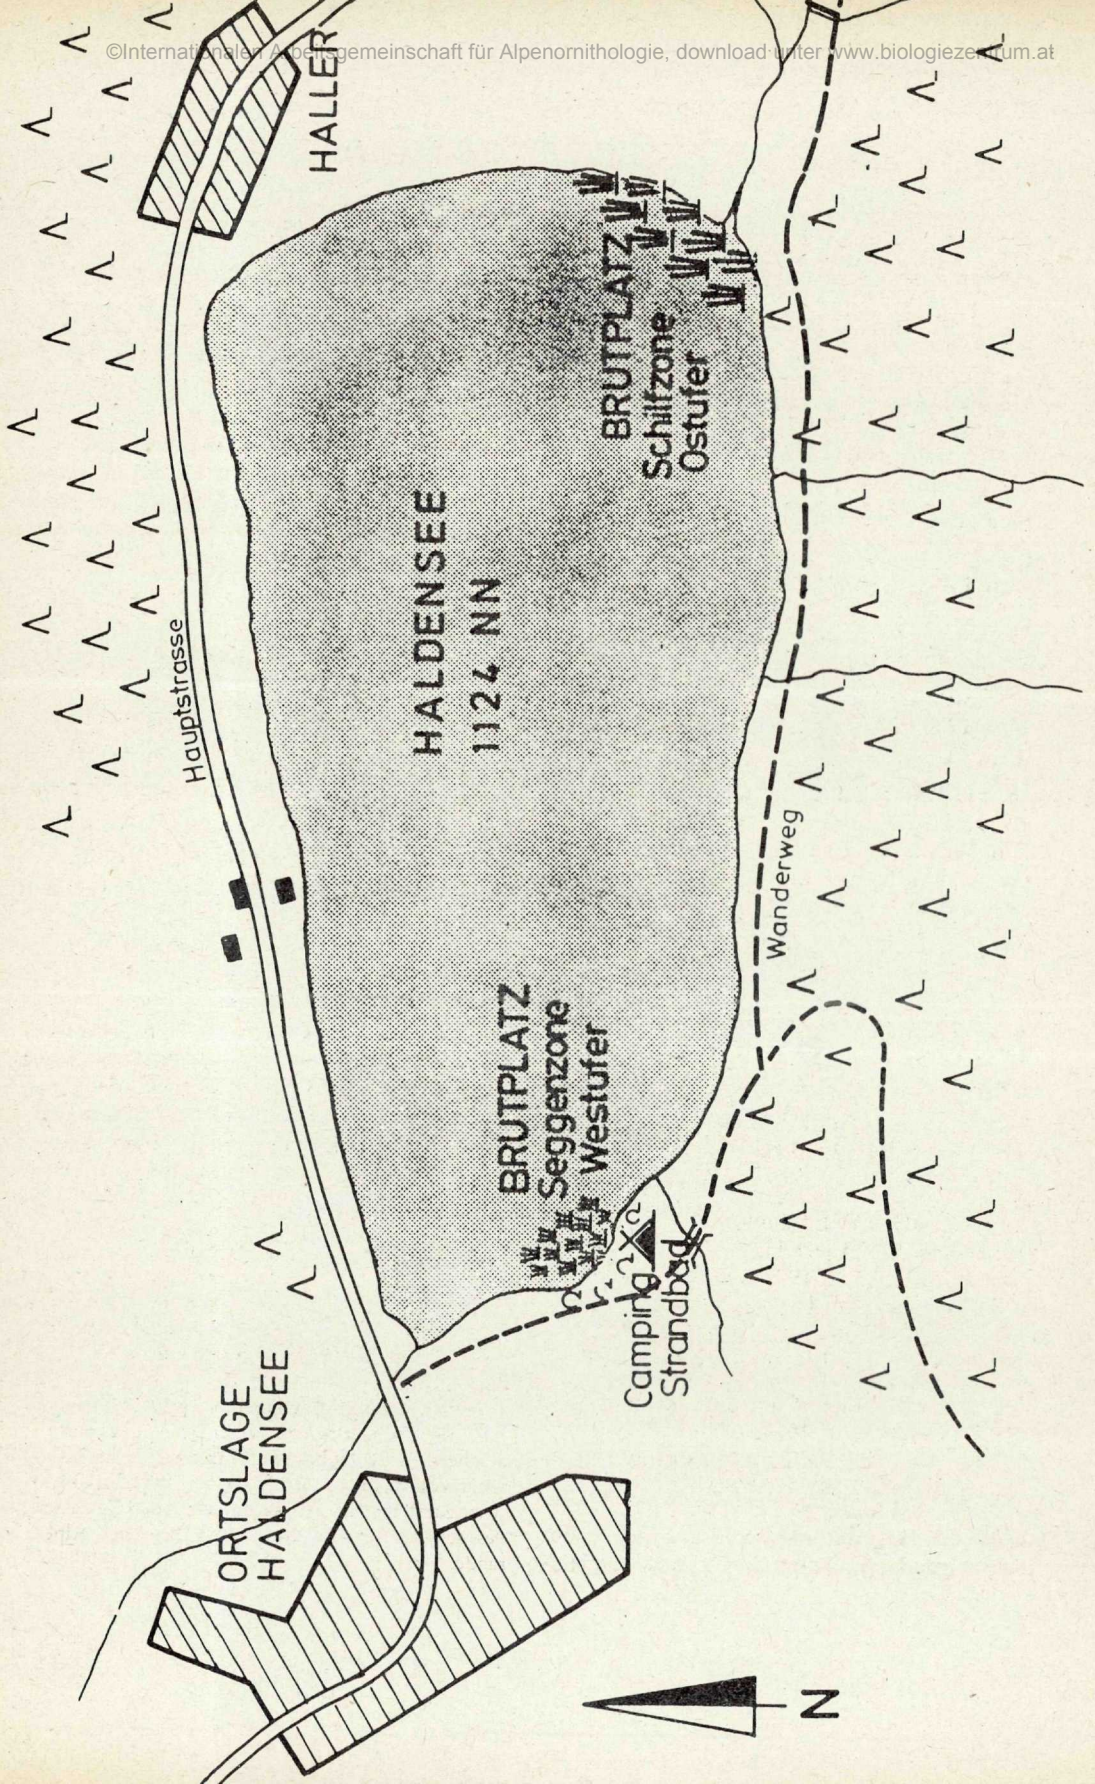 ©Internationalen Arbeitsgemeinschaft für Alpenornithologie, download unter www.biologiezentrum.at
HALLER
Hauptstrasse
HALDENSEE
1124 NN
BRUTPLATZ
Schilfzone
Ostufer
BRUTPLATZ
Seggenzone
Westufer
Wanderweg
Camping
Strandbad
ORTSLAGE
HALDENSEE
N